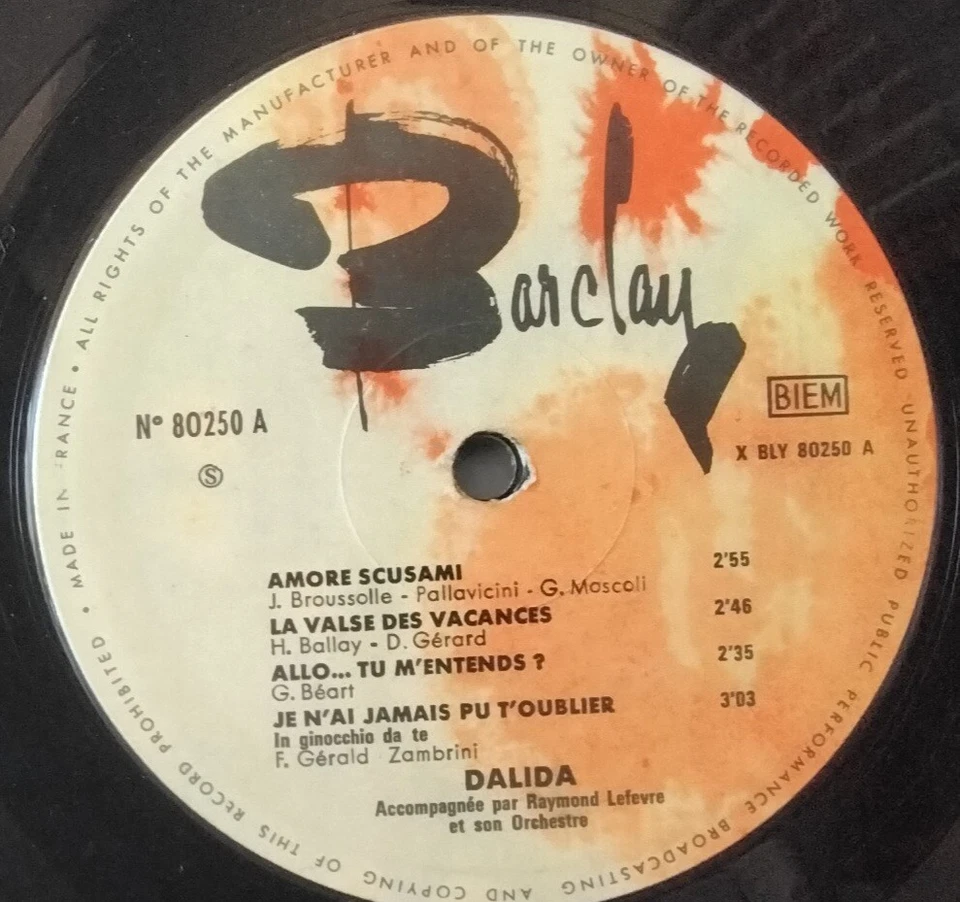 ALL RIGHTS OF THE MANUFACTURER AND OF THE OWNER OF THE RECORDED WORK RESERVED UNAUTHORIZED PUBLIC PERFORMANCE BROADCASTING AND COPYING OF THIS RECORD PROHIBITED • MADE IN FRANCE •
Barclay
BIEM
Nº 80250 A
X BLY 80250 A
S
AMORE SCUSAMI 2'55
J. Broussolle - Pallavicini - G. Moscoli
LA VALSE DES VACANCES 2'46
H. Ballay - D. Gérard
ALLO... TU M'ENTENDS ? 2'35
G. Béart
JE N'AI JAMAIS PU T'OUBLIER 3'03
In ginocchio da te
F. Gérald Zambrini
DALIDA
Accompagnée par Raymond Lefevre
et son Orchestre